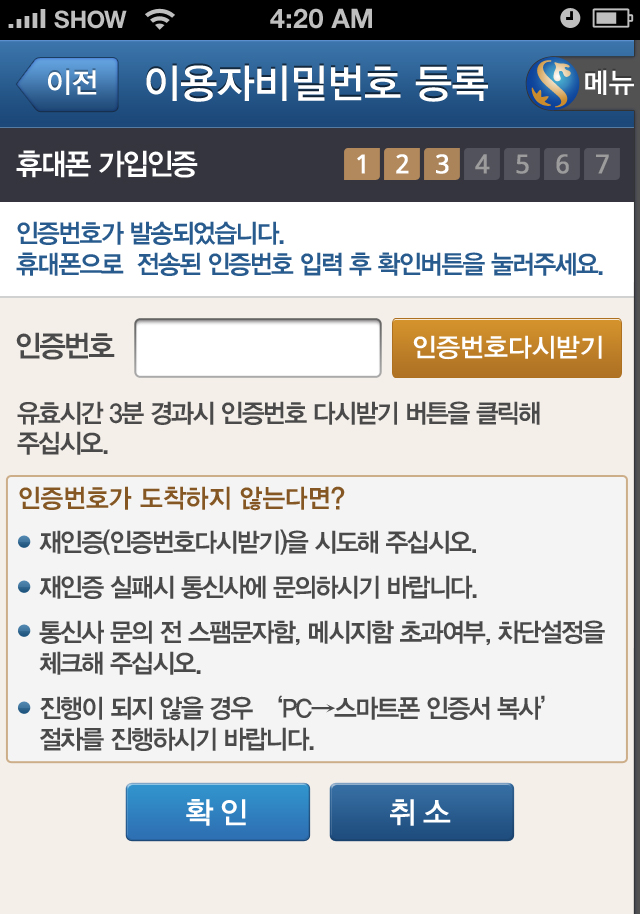 SHOW 4:20 AM
이전 이용자비밀번호 등록 메뉴
휴대폰 가입인증 1 2 3 4 5 6 7
인증번호가 발송되었습니다.
휴대폰으로 전송된 인증번호 입력 후 확인버튼을 눌러주세요.
인증번호 인증번호다시받기
유효시간 3분 경과시 인증번호 다시받기 버튼을 클릭해
주십시오.
인증번호가 도착하지 않는다면?
재인증(인증번호다시받기)을 시도해 주십시오.
재인증 실패시 통신사에 문의하시기 바랍니다.
통신사 문의 전 스팸문자함, 메시지함 초과여부, 차단설정을
체크해 주십시오.
진행이 되지 않을 경우 ‘PC→스마트폰 인증서 복사’
절차를 진행하시기 바랍니다.
확인 취소